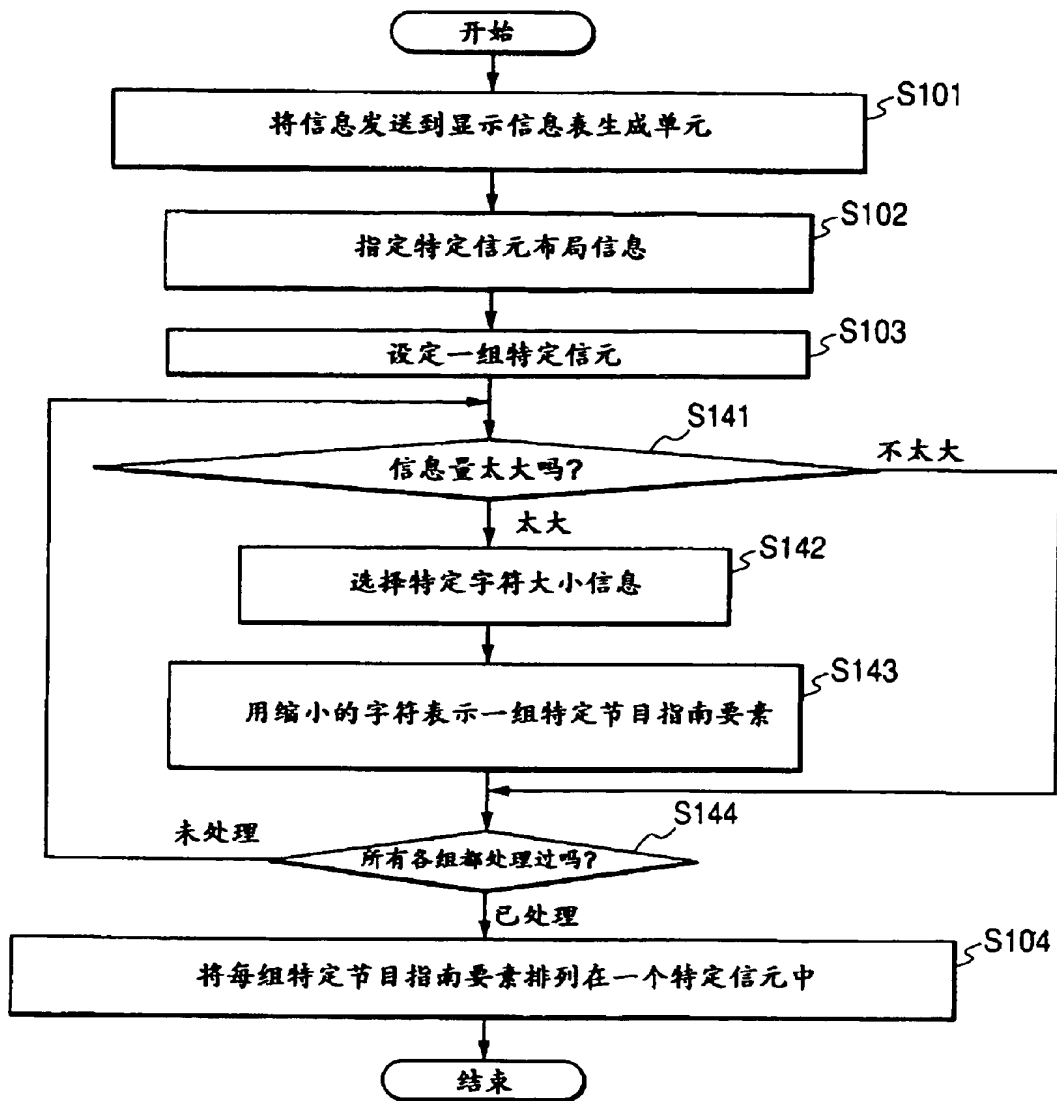 开始
S101
将信息发送到显示信息表生成单元
S102
指定特定信元布局信息
S103
设定一组特定信元
S141
信息量太大吗?
不太大
太大
S142
选择特定字符大小信息
S143
用缩小的字符表示一组特定节目指南要素
S144
未处理
所有各组都处理过吗?
已处理
S104
将每组特定节目指南要素排列在一个特定信元中
结束